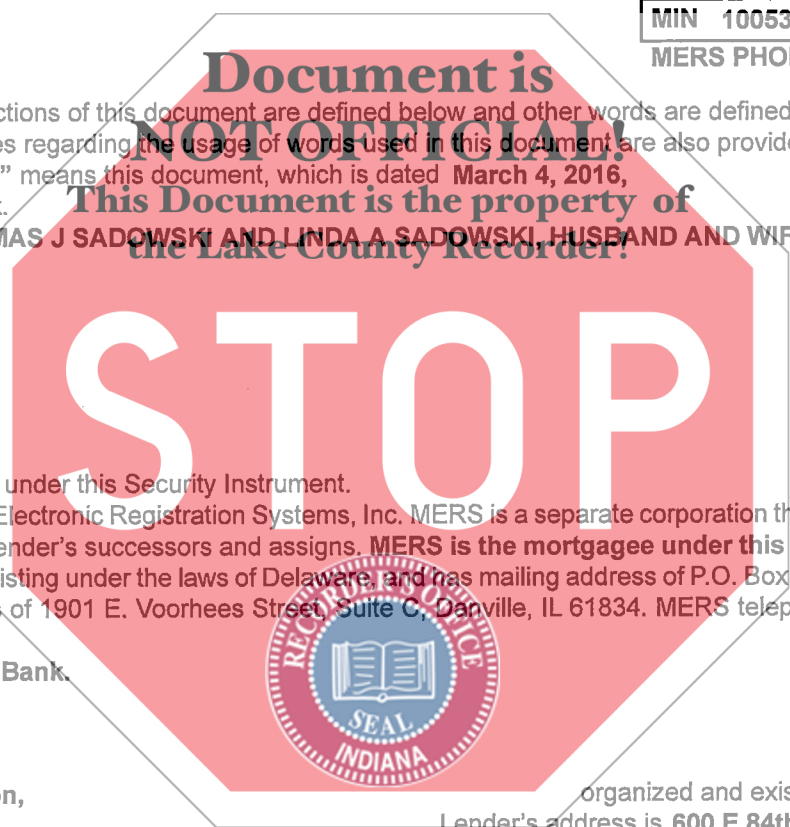 MIN 10053
MERS PHO
Document is
ctions of this document are defined below and other words are defined
NOT OFFICIAL!
es regarding the usage of words used in this document are also provide
” means this document, which is dated March 4, 2016,
This Document is the property of
MAS J SADOWSKI AND LINDA A SADOWSKI, HUSBAND AND WIF
the Lake County Recorder!
STOP
under this Security Instrument.
Electronic Registration Systems, Inc. MERS is a separate corporation th
ender's successors and assigns. MERS is the mortgagee under this
isting under the laws of Delaware, and has mailing address of P.O. Box
s of 1901 E. Voorhees Street, Suite C, Danville, IL 61834. MERS telep
RECORDER'S OFFICE
Bank.
SEAL
INDIANA
on,
organized and exis
Lender's address is 600 E 84th